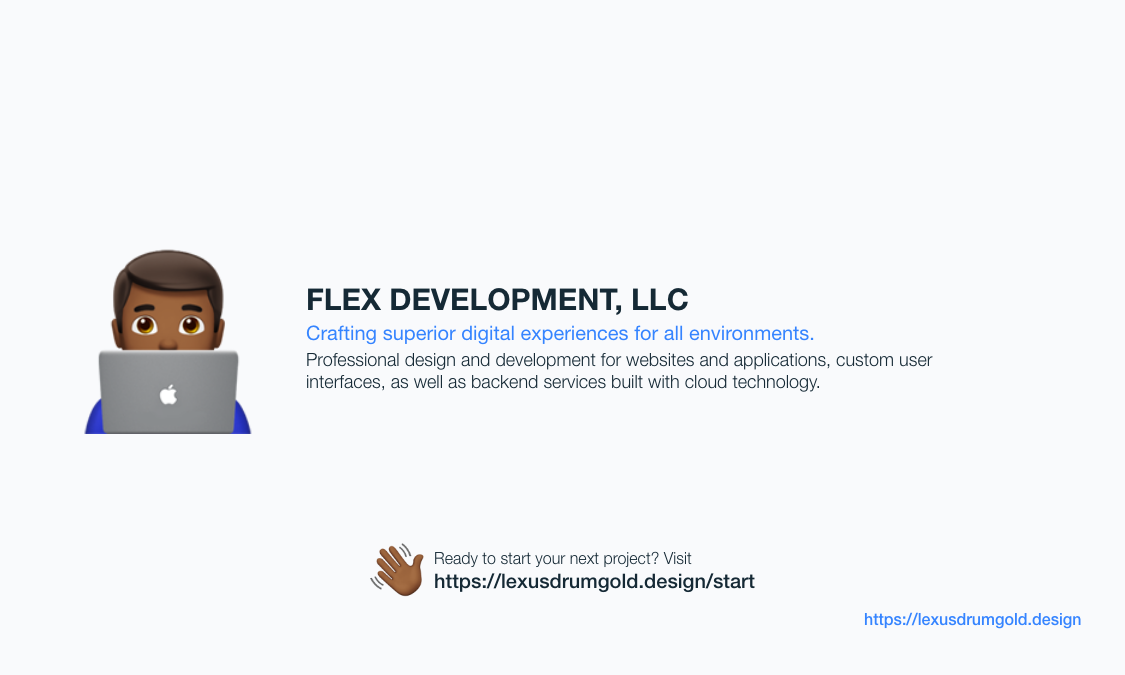 FLEX DEVELOPMENT, LLC
Crafting superior digital experiences for all environments.
Professional design and development for websites and applications, custom user
interfaces, as well as backend services built with cloud technology.
Ready to start your next project? Visit
https://lexusdrumgold.design/start
https://lexusdrumgold.design